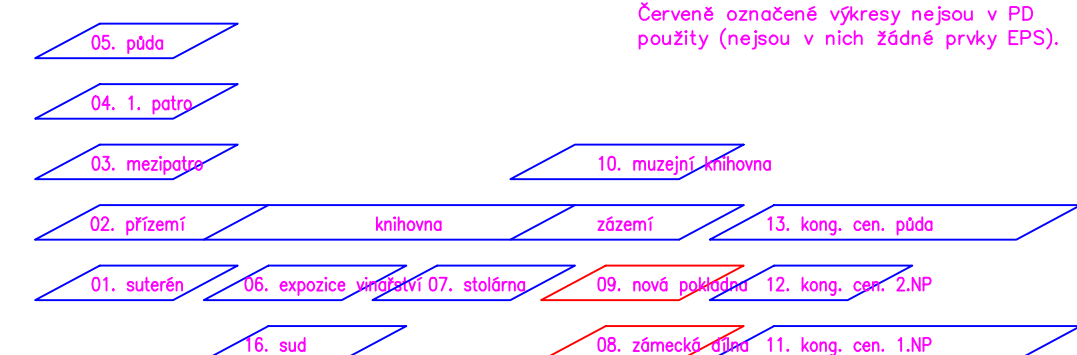 Červeně označené výkresy nejsou v PD
použity (nejsou v nich žádné prvky EPS).
05. půda
04. 1. patro
03. mezipatro
10. muzejní knihovna
02. přízemí
knihovna
zázemí
13. kong. cen. půda
01. suterén
06. expozice vinařství
07. stolárna
09. nová pokladna
12. kong. cen. 2.NP
16. sud
08. zámecká dílna
11. kong. cen. 1.NP